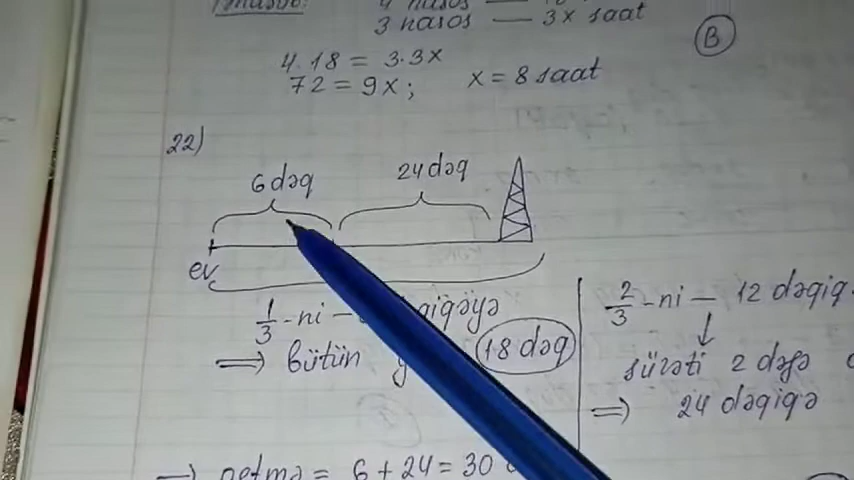 3 nasos — 3x saat
B
4.18 = 3.3x
72 = 9x; x = 8 saat
22)
6 dəq 24 dəq
ev
1/3 -ni —
⇒ bütün 18 dəq
2/3 -ni — 12 dəqiq
↓
sürəti 2 dəfə
⇒ 24 dəqiqə
⇒ getmə = 6 + 24 = 30